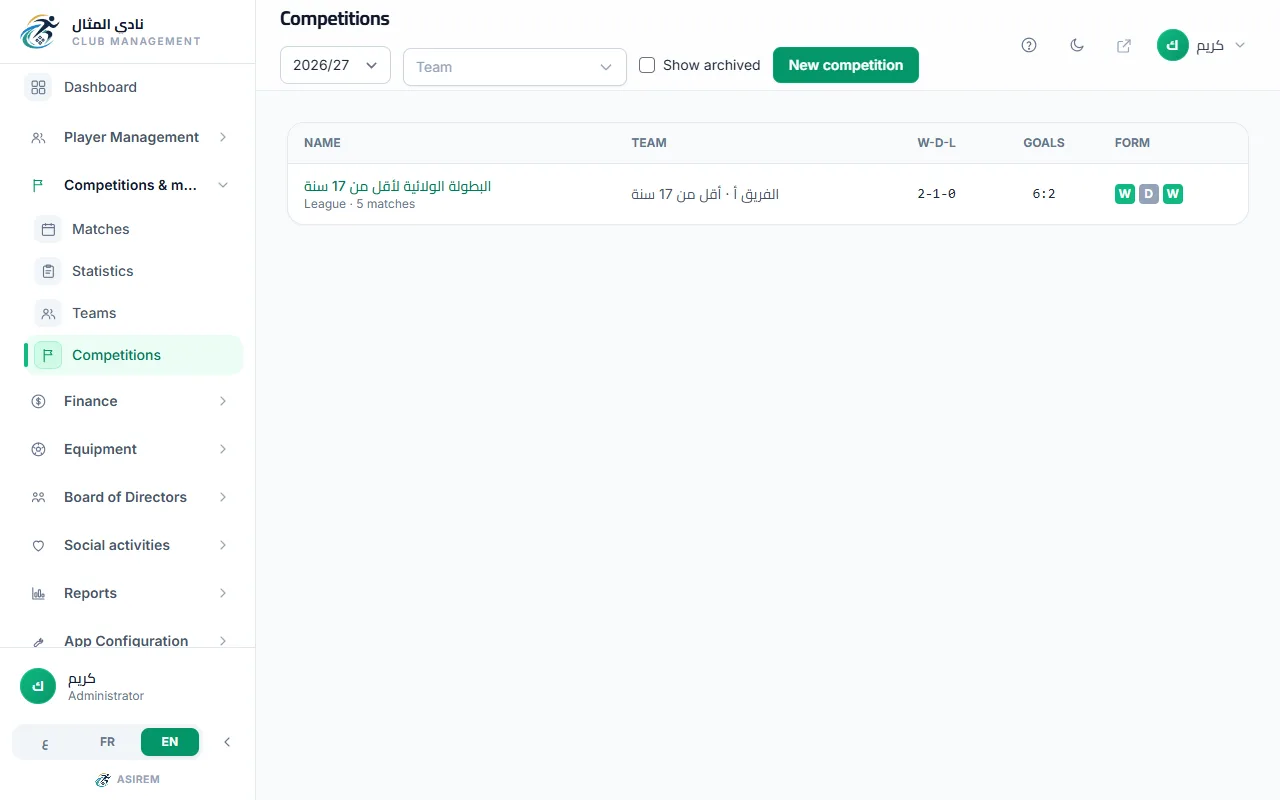 نادي المثال
CLUB MANAGEMENT
Dashboard
Player Management
Competitions & m...
Matches
Statistics
Teams
Competitions
Finance
Equipment
Board of Directors
Social activities
Reports
App Configuration
ك
كريم
Administrator
ع FR EN
ASIREM
Competitions
2026/27 Team Show archived New competition
ك كريم
NAME TEAM W-D-L GOALS FORM
البطولة الولائية لأقل من 17 سنة
League · 5 matches
الفريق أ · أقل من 17 سنة
2-1-0 6:2 W D W